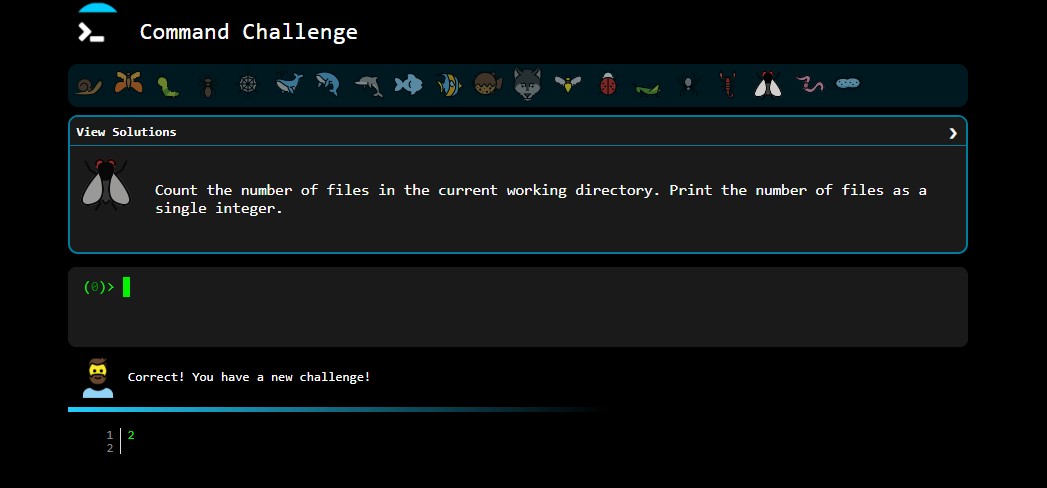 Command Challenge
View Solutions
Count the number of files in the current working directory. Print the number of files as a
single integer.
(0)>
Correct! You have a new challenge!
1 2
2